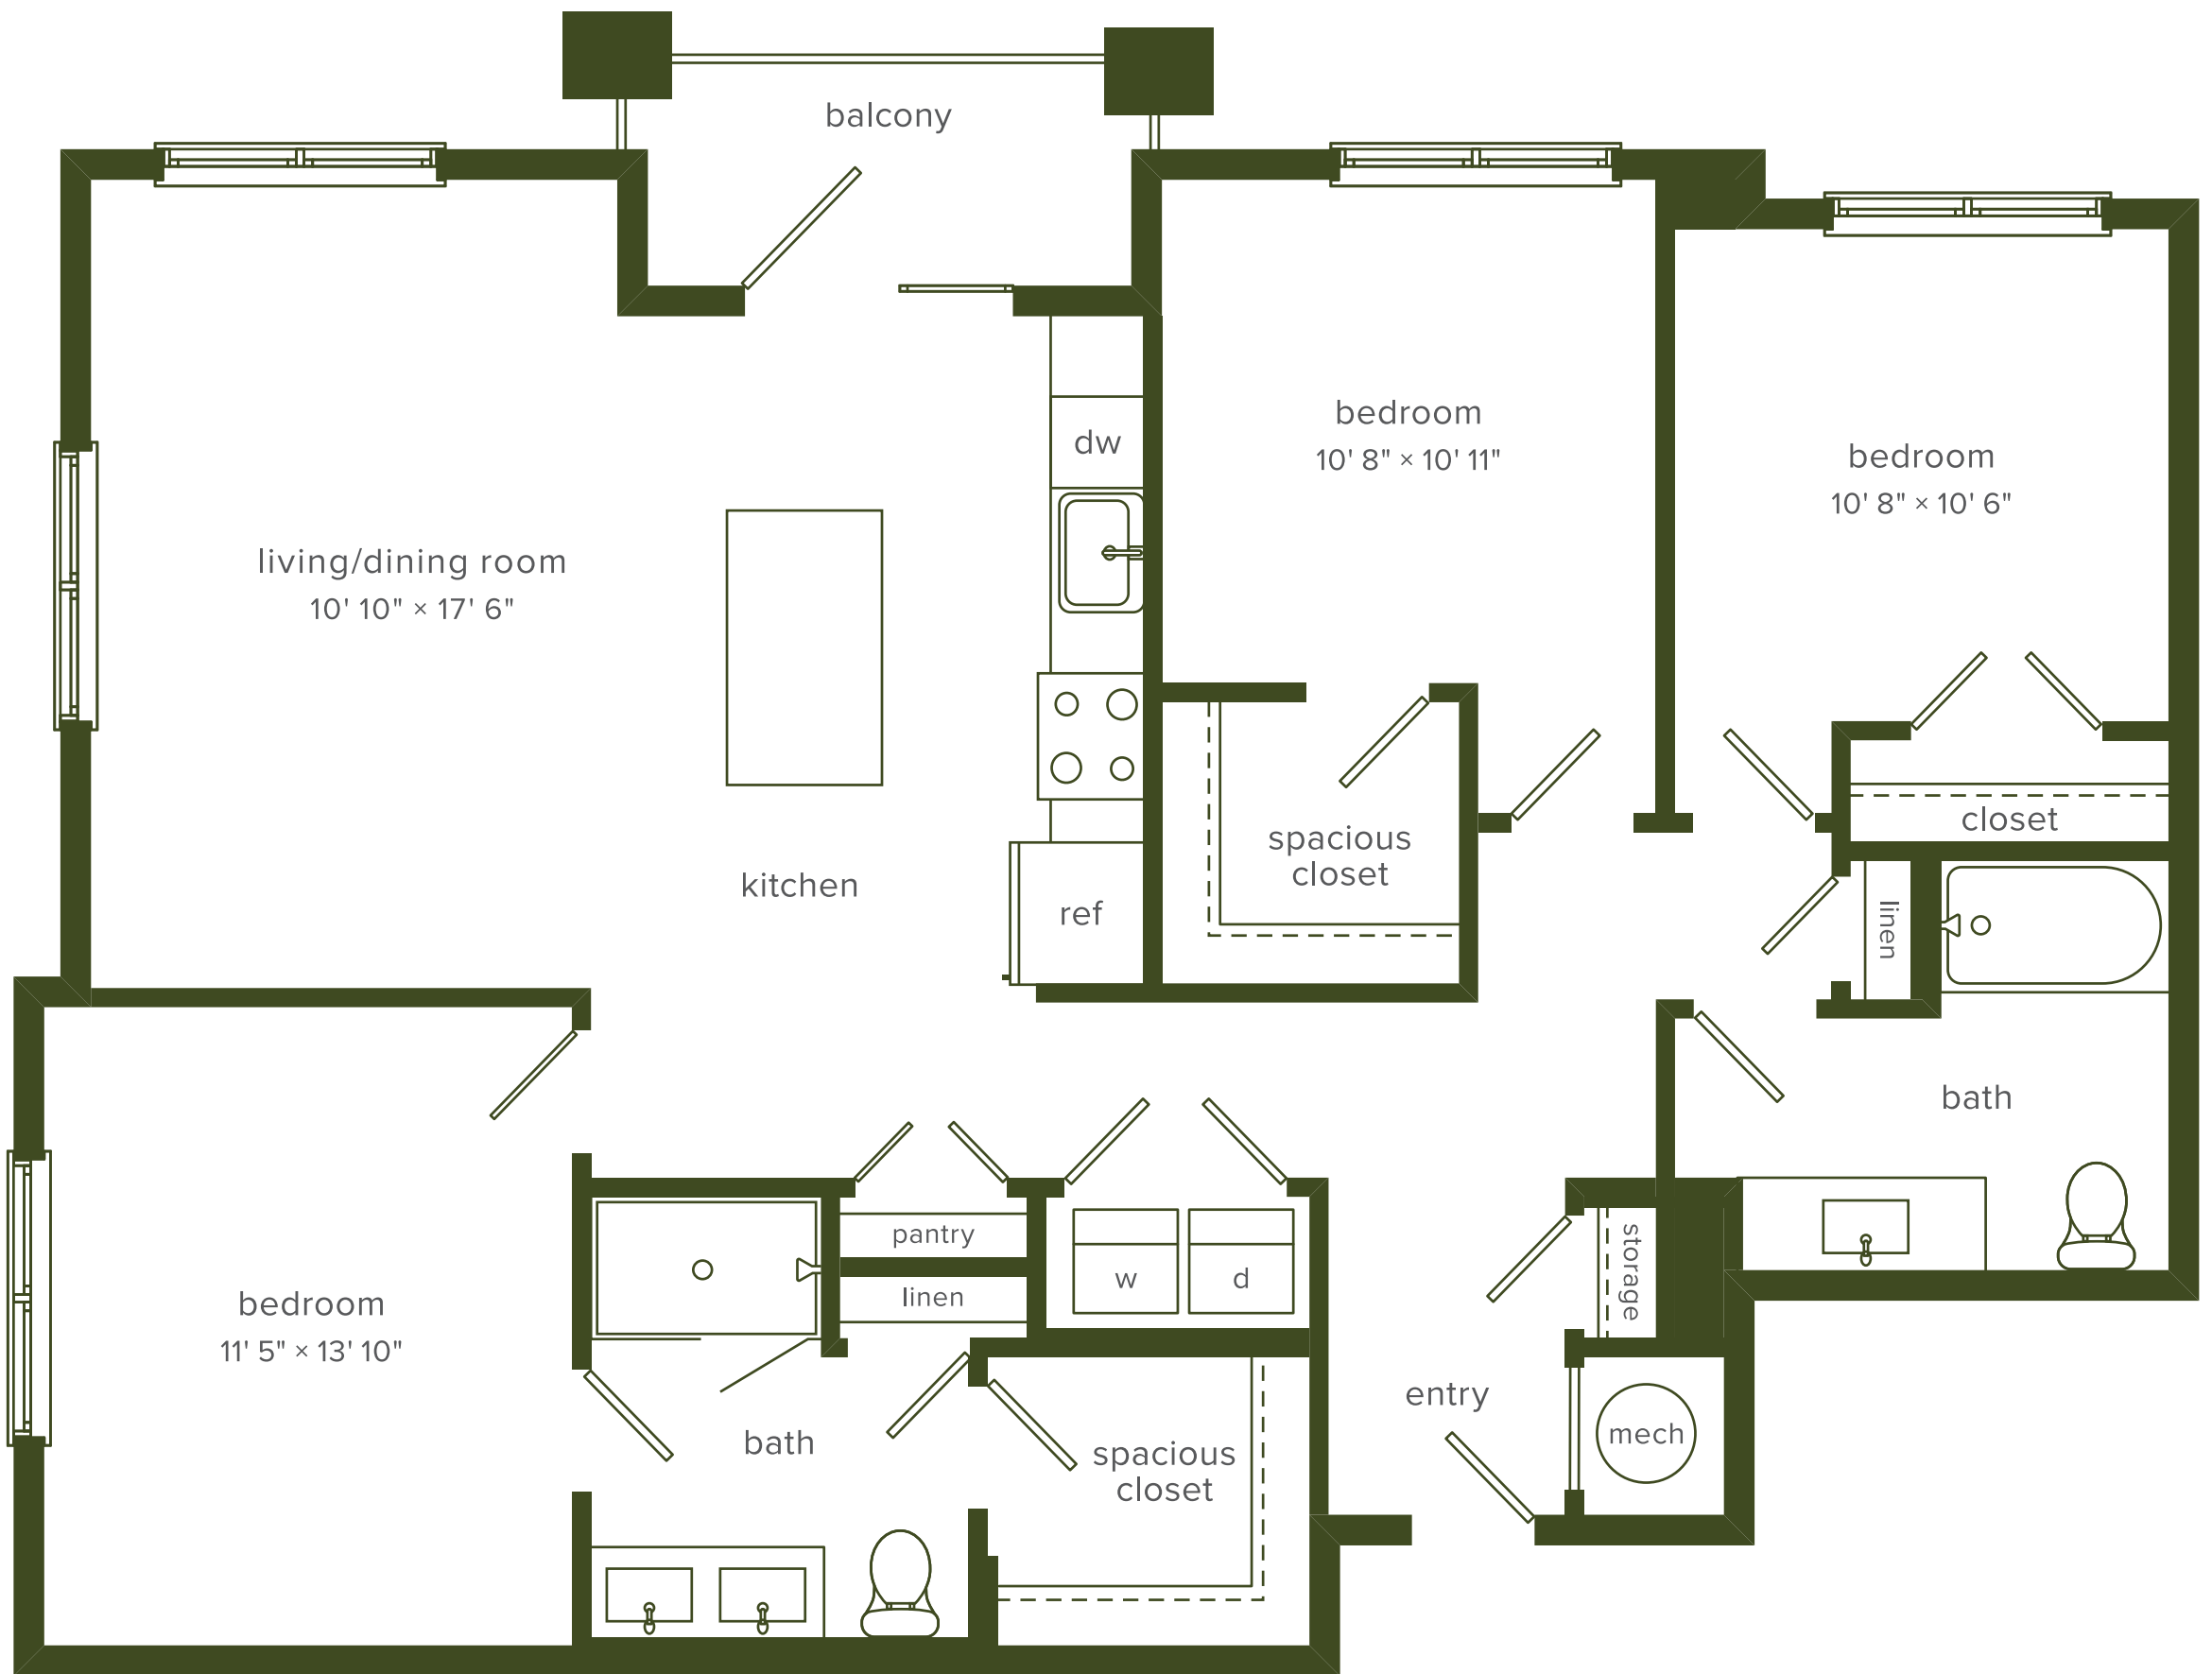 balcony
bedroom
10' 8" × 10' 11"
dw
bedroom
10' 8" × 10' 6"
living/dining room
10' 10" × 17' 6"
closet
spacious
closet
kitchen
ref
linen
bath
pantry
storage
w
d
linen
bedroom
11' 5" × 13' 10"
entry
mech
bath
spacious
closet